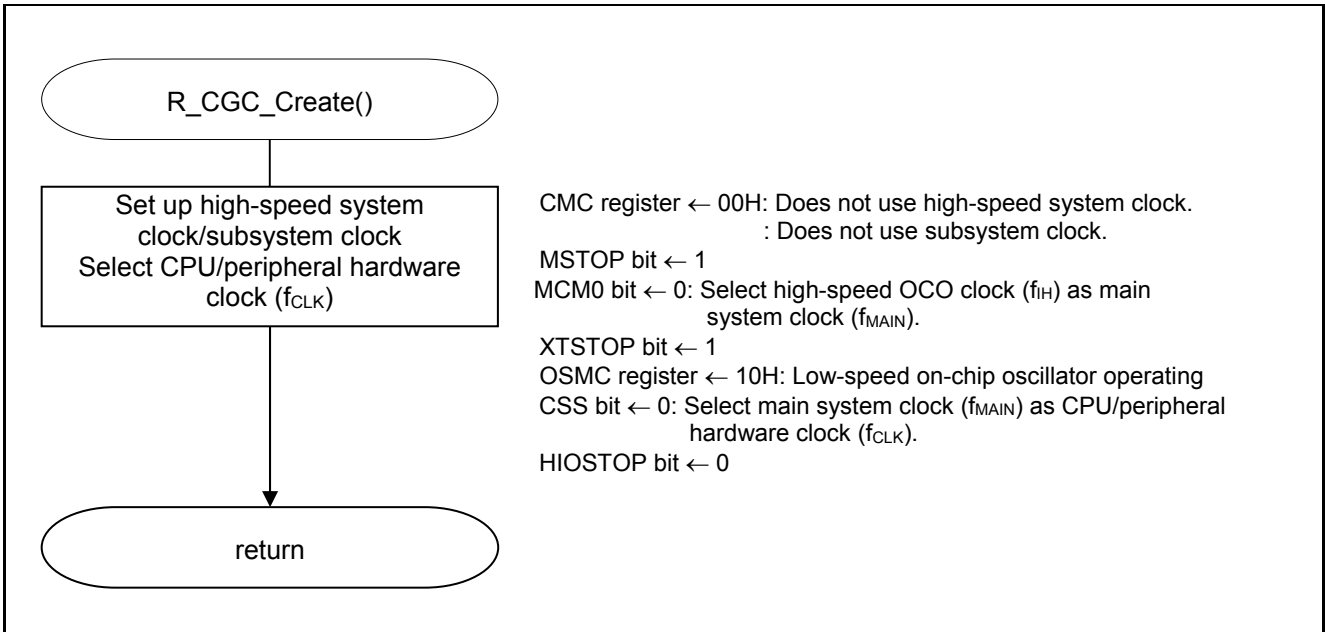 R_CGC_Create()
Set up high-speed system
clock/subsystem clock
Select CPU/peripheral hardware
clock (fCLK)
CMC register ← 00H: Does not use high-speed system clock.
: Does not use subsystem clock.
MSTOP bit ← 1
MCM0 bit ← 0: Select high-speed OCO clock (fIH) as main
system clock (fMAIN).
XTSTOP bit ← 1
OSMC register ← 10H: Low-speed on-chip oscillator operating
CSS bit ← 0: Select main system clock (fMAIN) as CPU/peripheral
hardware clock (fCLK).
HIOSTOP bit ← 0
return